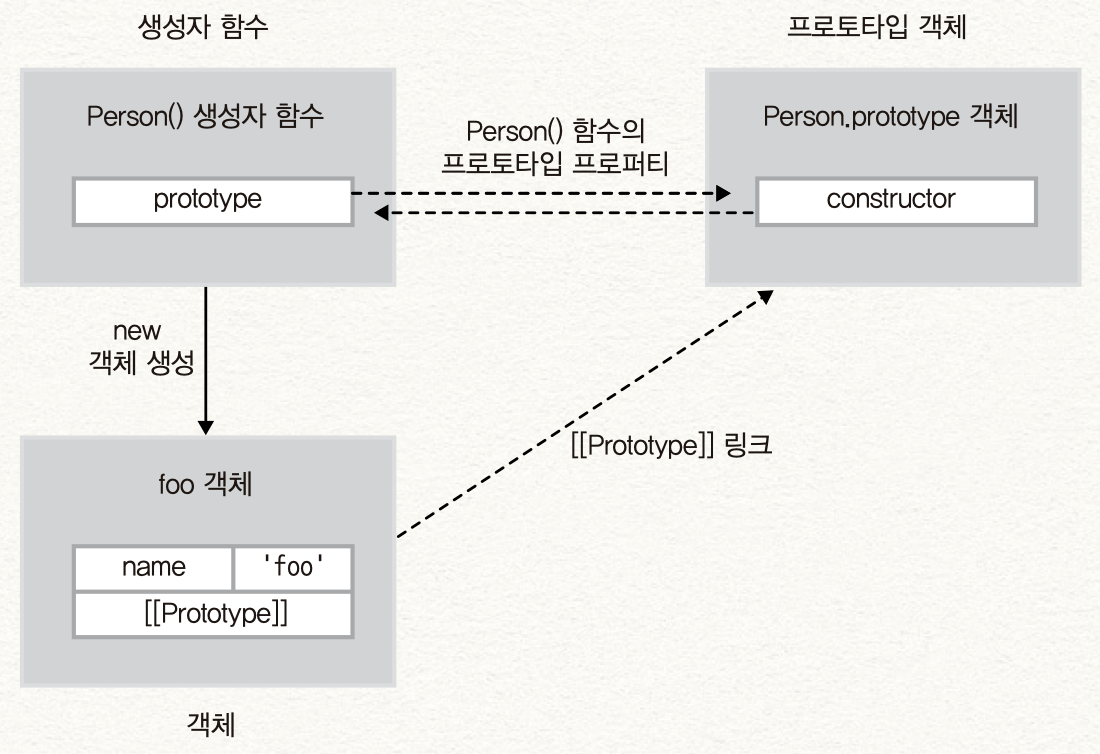 생성자 함수
프로토타입 객체
Person() 생성자 함수
Person() 함수의
프로토타입 프로퍼티
Person.prototype 객체
prototype
constructor
new
객체 생성
[[Prototype]] 링크
foo 객체
name
'foo'
[[Prototype]]
객체